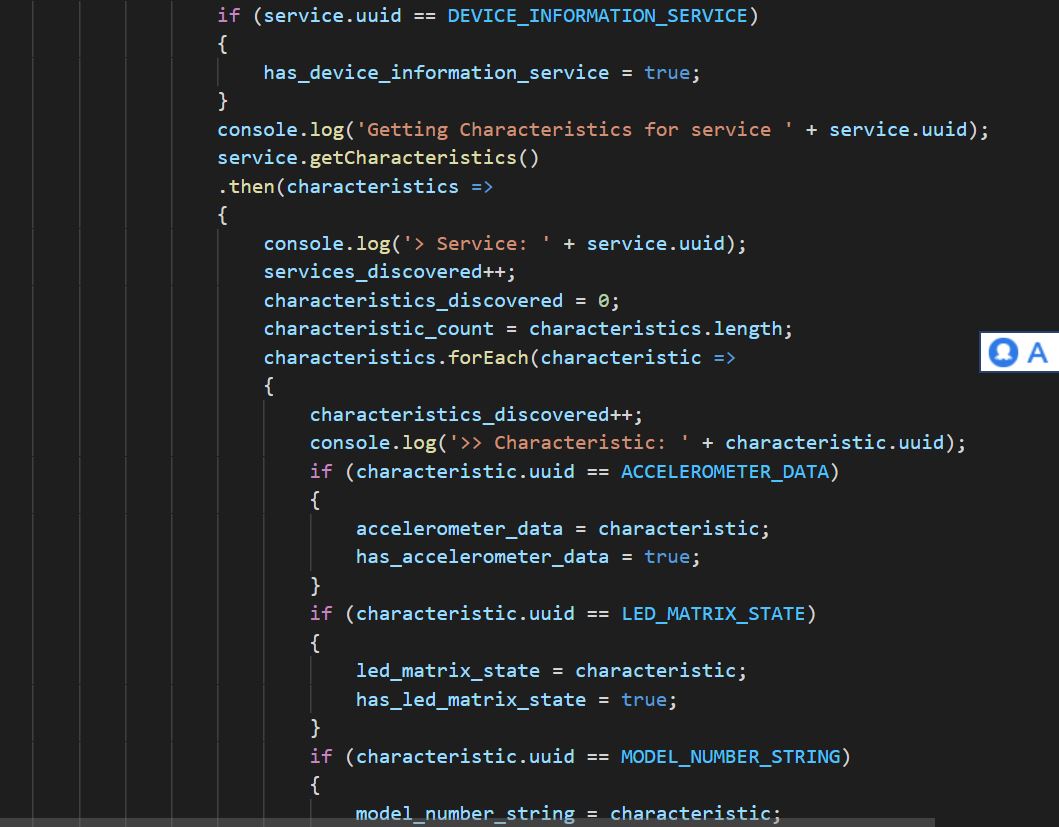 if (service.uuid == DEVICE_INFORMATION_SERVICE)
{
has_device_information_service = true;
}
console.log('Getting Characteristics for service ' + service.uuid);
service.getCharacteristics()
.then(characteristics =>
{
console.log('> Service: ' + service.uuid);
services_discovered++;
characteristics_discovered = 0;
characteristic_count = characteristics.length;
characteristics.forEach(characteristic =>
{
characteristics_discovered++;
console.log('>> Characteristic: ' + characteristic.uuid);
if (characteristic.uuid == ACCELEROMETER_DATA)
{
accelerometer_data = characteristic;
has_accelerometer_data = true;
}
if (characteristic.uuid == LED_MATRIX_STATE)
{
led_matrix_state = characteristic;
has_led_matrix_state = true;
}
if (characteristic.uuid == MODEL_NUMBER_STRING)
{
model_number_string = characteristic;
A